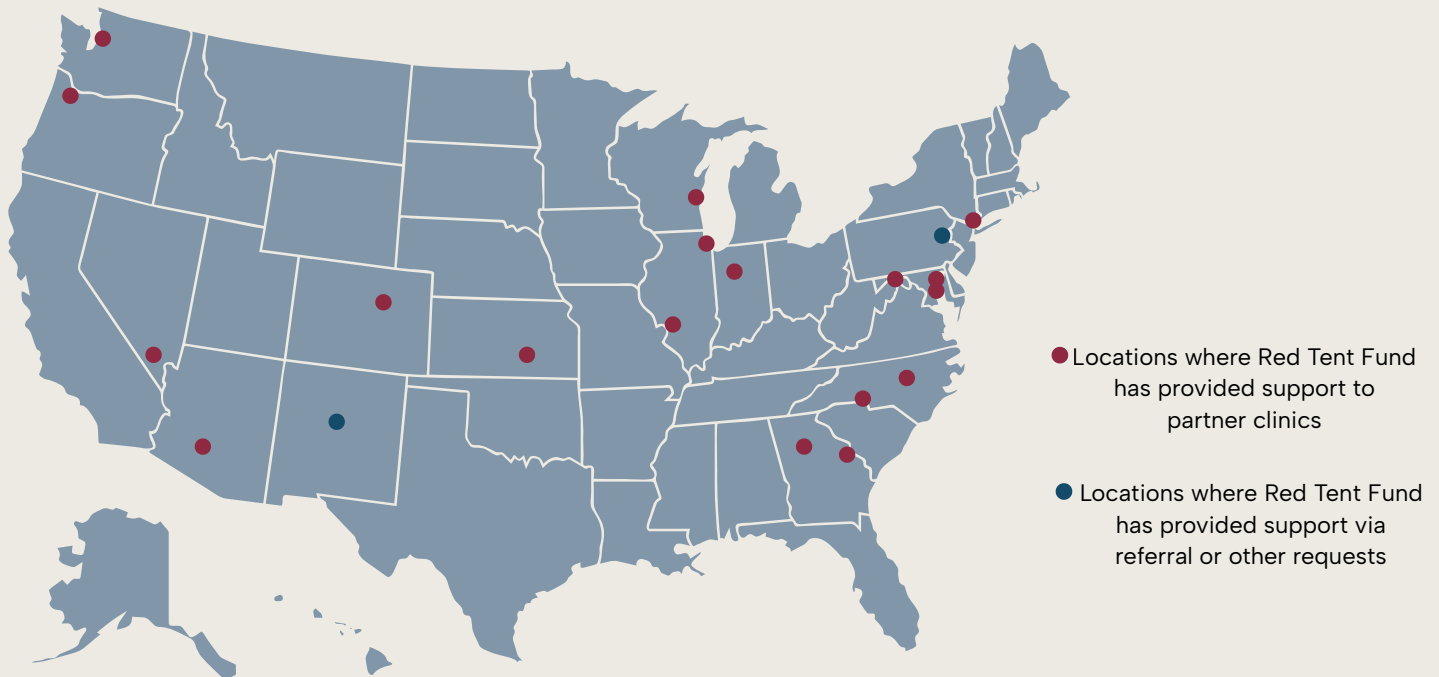 Locations where Red Tent Fund
has provided support to
partner clinics
Locations where Red Tent Fund
has provided support via
referral or other requests